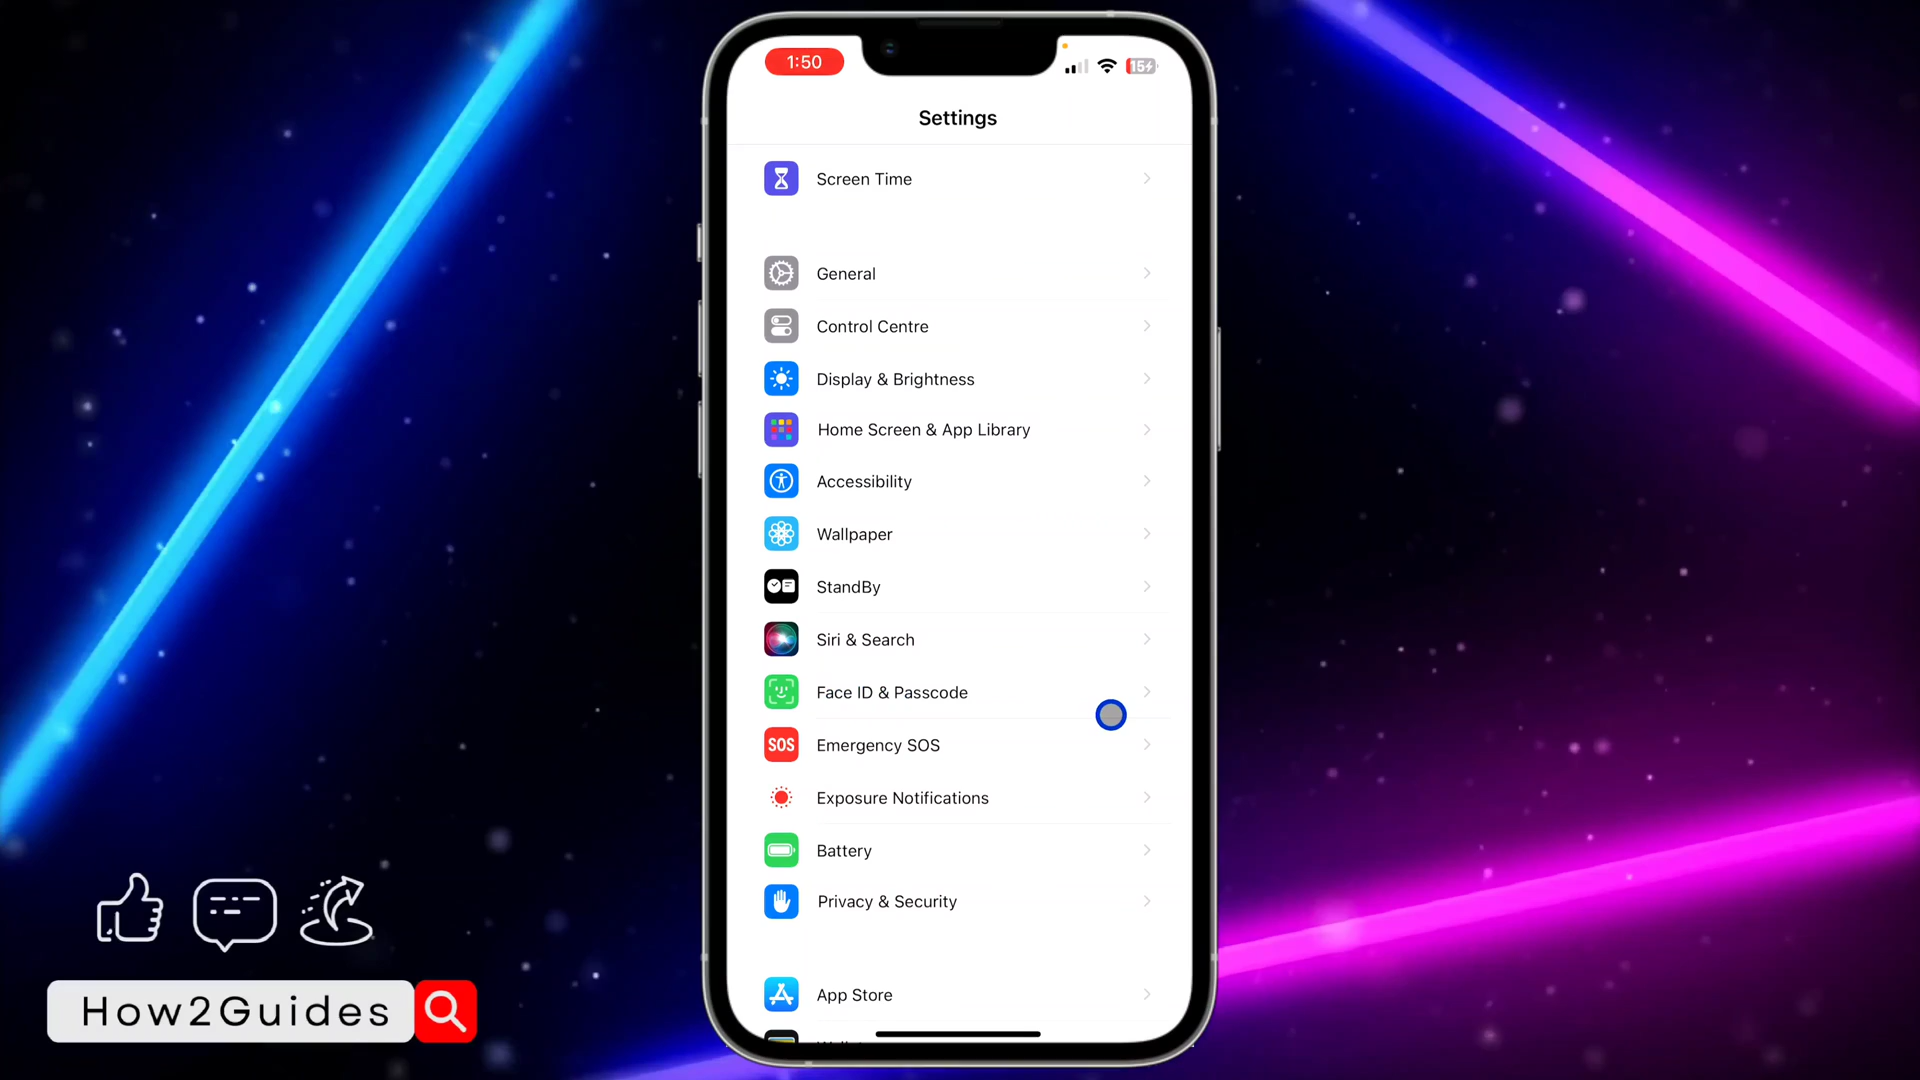 1:50
15
Settings
Screen Time
General
Control Centre
Display & Brightness
Home Screen & App Library
Accessibility
Wallpaper
StandBy
Siri & Search
Face ID & Passcode
SOS
Emergency SOS
Exposure Notifications
Battery
Privacy & Security
App Store
How2Guides